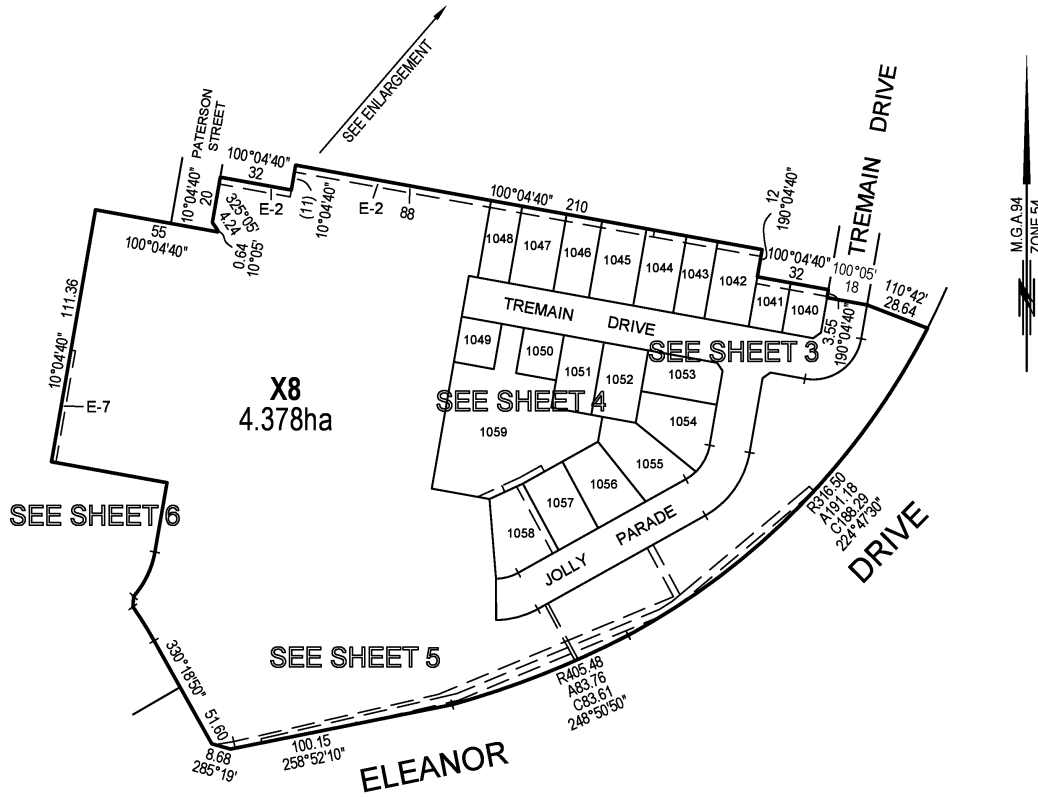 SEE ENLARGEMENT
PATERSON
STREET
TREMAIN DRIVE
M.G.A.94
ZONE 54
N
100°04'40"
32
10°04'40"
20
325°05'
4.24
0.64
10°05'
E-2
(11)
10°04'40"
E-2
88
100°04'40"
210
12
190°04'40"
100°04'40"
32
100°05'
18
110°42'
28.64
55
100°04'40"
111.36
10°04'40"
E-7
1048
1047
1046
1045
1044
1043
1042
1041
1040
3.55
190°04'40"
TREMAIN DRIVE
SEE SHEET 3
1049
1050
1051
1052
1053
X8
4.378ha
SEE SHEET 4
1054
1059
1055
1056
1057
1058
JOLLY PARADE
SEE SHEET 6
R316.50
A191.18
C188.29
224°47'30"
DRIVE
SEE SHEET 5
330°18'50"
51.60
R405.48
A83.76
C83.61
248°50'50"
8.68
285°19'
100.15
258°52'10"
ELEANOR